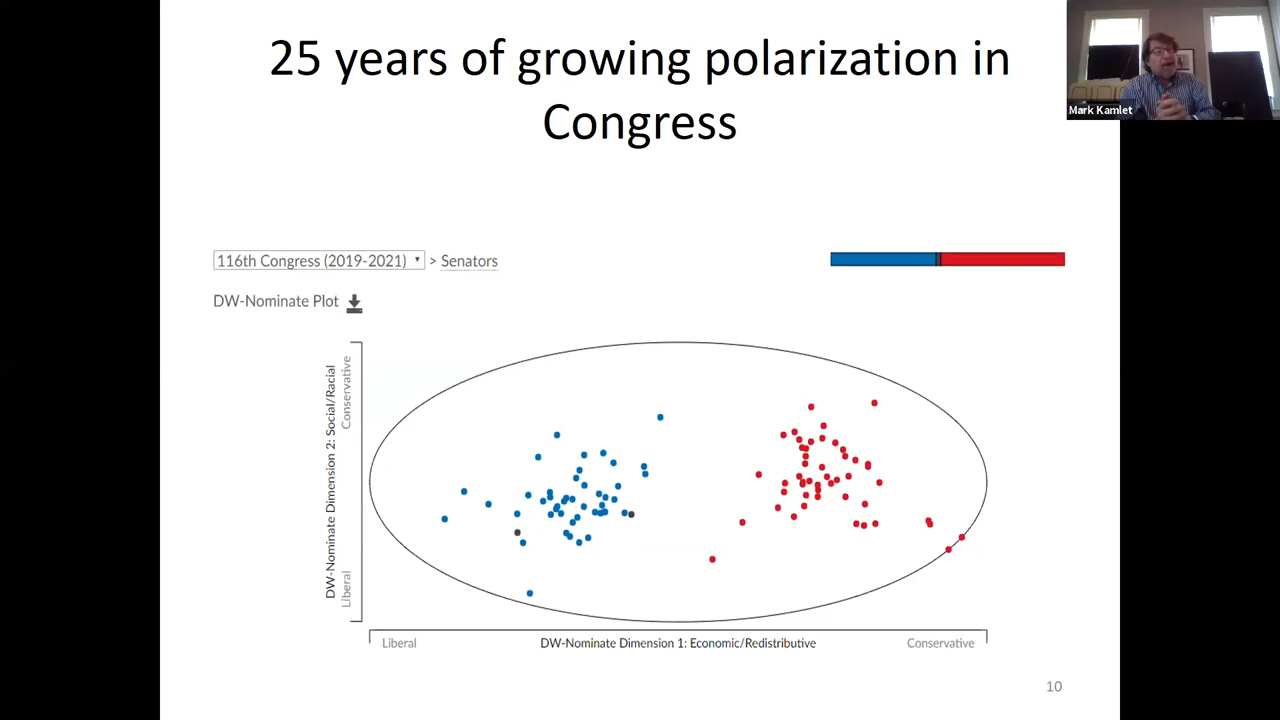 25 years of growing polarization in
Congress
Mark Kamlet
116th Congress (2019-2021) > Senators
DW-Nominate Plot
DW-Nominate Dimension 2: Social/Racial
Conservative
Liberal
Liberal
DW-Nominate Dimension 1: Economic/Redistributive
Conservative
10